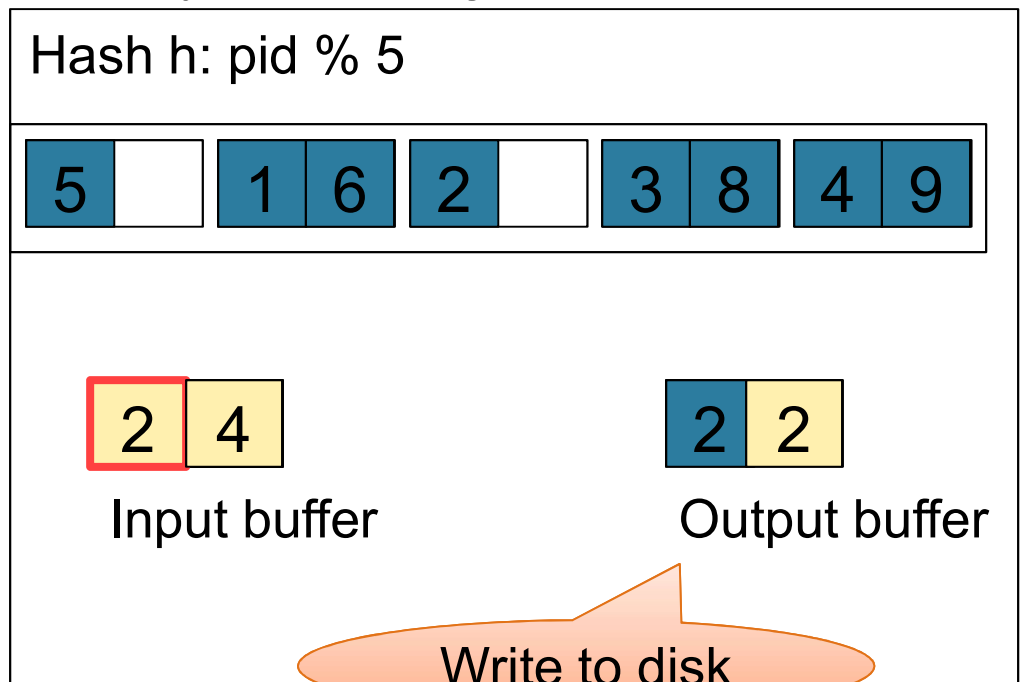 Hash h: pid % 5
5 1 6 2 3 8 4 9
2 4 2 2
Input buffer Output buffer
Write to disk